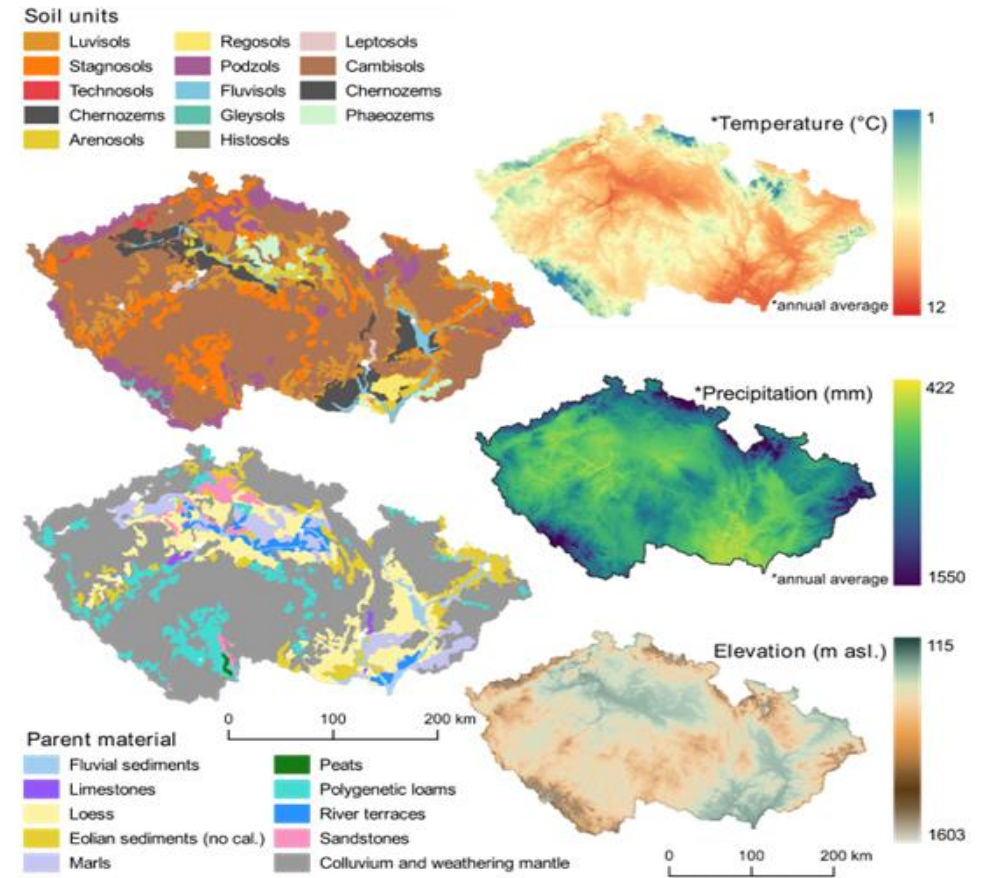 Soil units
Luvisols Regosols Leptosols
Stagnosols Podzols Cambisols
Technosols Fluvisols Chernozems
Chernozems Gleysols Phaeozems
Arenosols Histosols
*Temperature (°C)
1
*annual average
12
*Precipitation (mm)
422
*annual average
1550
Elevation (m asl.)
115
1603
0 100 200 km
0 100 200 km
Parent material
Fluvial sediments Peats
Limestones Polygenetic loams
Loess River terraces
Eolian sediments (no cal.) Sandstones
Marls Colluvium and weathering mantle